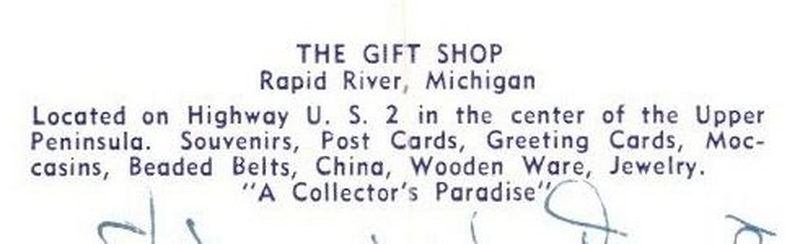 THE GIFT SHOP
Rapid River, Michigan
Located on Highway U. S. 2 in the center of the Upper
Peninsula. Souvenirs, Post Cards, Greeting Cards, Moc-
casins, Beaded Belts, China, Wooden Ware, Jewelry.
"A Collector's Paradise"